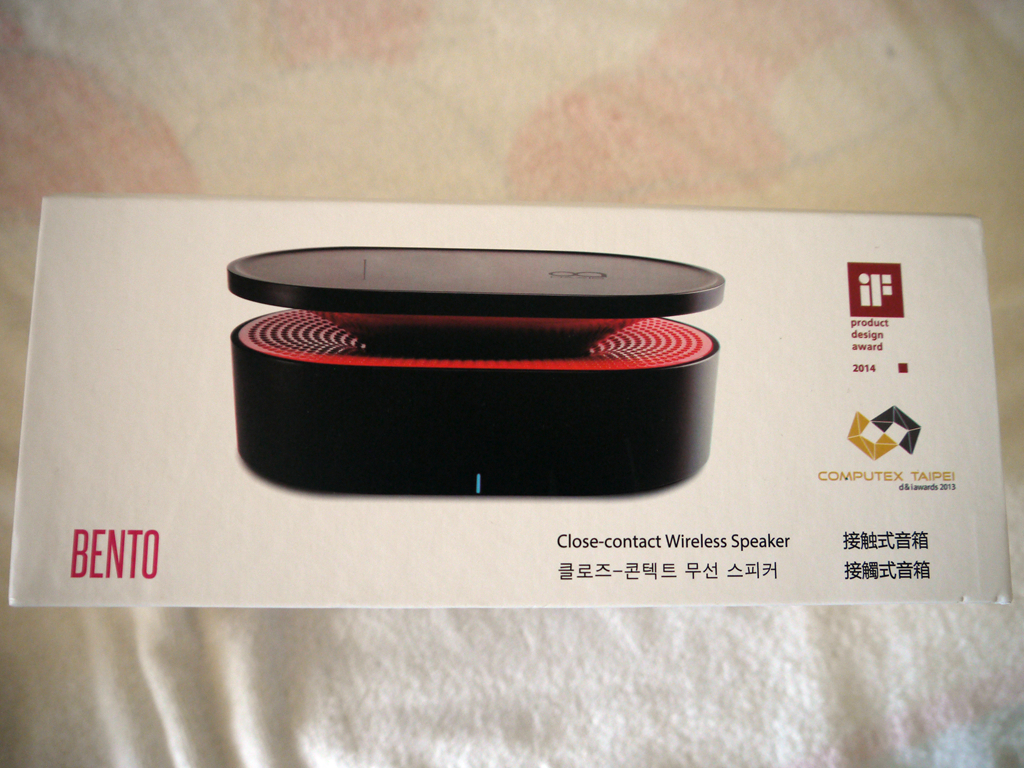 iF
product
design
award
2014
COMPUTEX TAIPEI
d&i awards 2013
BENTO
Close-contact Wireless Speaker
클로즈-콘텍트 무선 스피커
接触式音箱
接觸式音箱